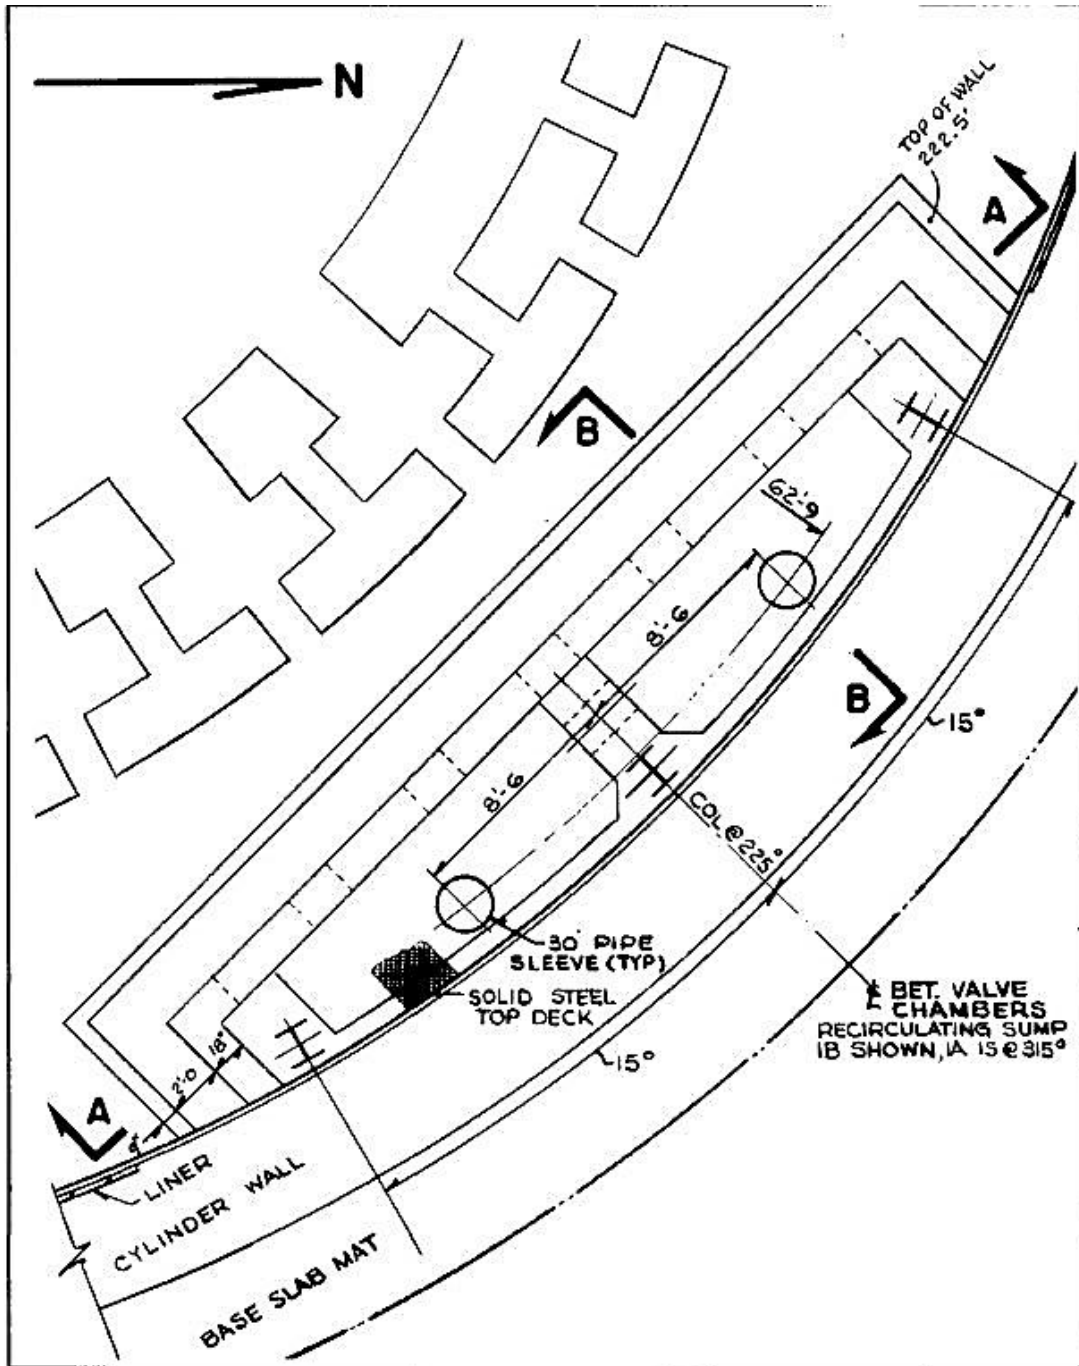 N
TOP OF WALL
222.5'
A
B
62'-9
8'-6
B
15°
8'-6
COL @ 225°
30" PIPE
SLEEVE (TYP)
SOLID STEEL
TOP DECK
℄ BET. VALVE
CHAMBERS
RECIRCULATING SUMP
1B SHOWN, 1A IS @ 315°
15°
18"
2'-0
A
LINER
CYLINDER WALL
BASE SLAB MAT